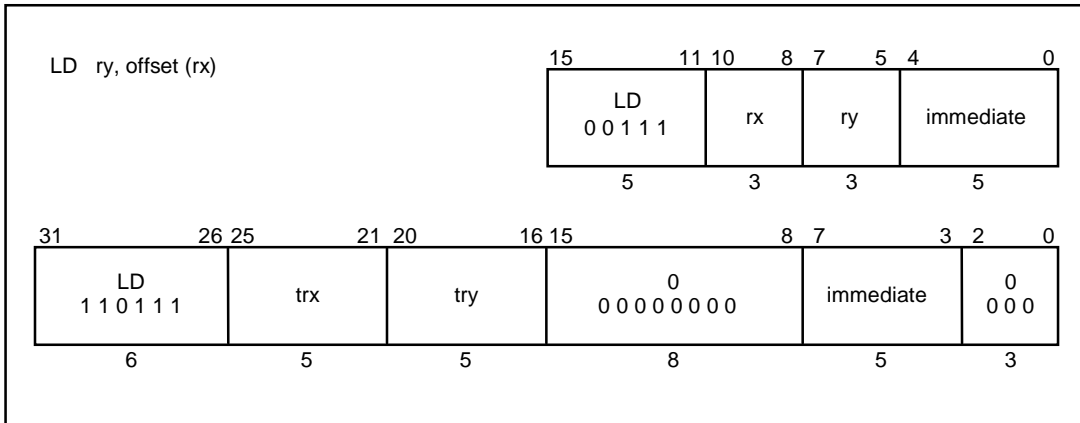 LD ry, offset (rx)
15 11 10 8 7 5 4 0
LD
0 0 1 1 1
rx
ry
immediate
5 3 3 5
31 26 25 21 20 16 15 8 7 3 2 0
LD
1 1 0 1 1 1
trx
try
0
0 0 0 0 0 0 0 0
immediate
0
0 0 0
6 5 5 8 5 3